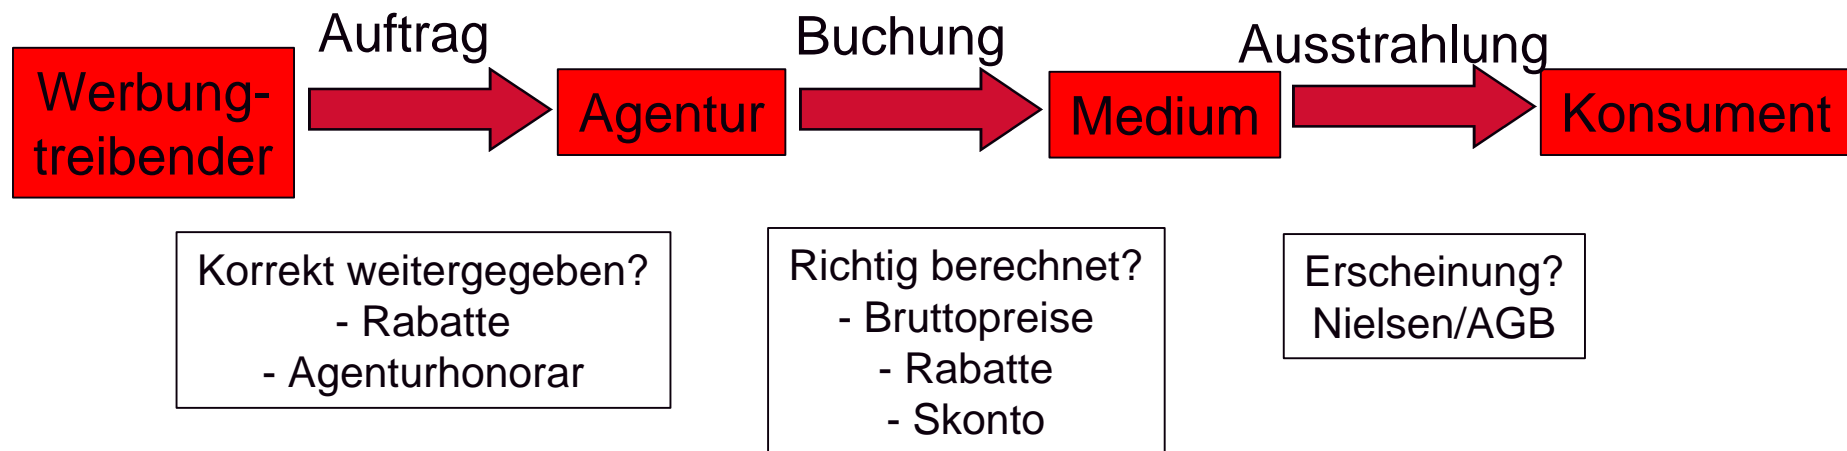 Auftrag
Buchung
Ausstrahlung
Werbung-
treibender
Agentur
Medium
Konsument
Korrekt weitergegeben?
- Rabatte
- Agenturhonorar
Richtig berechnet?
- Bruttopreise
- Rabatte
- Skonto
Erscheinung?
Nielsen/AGB